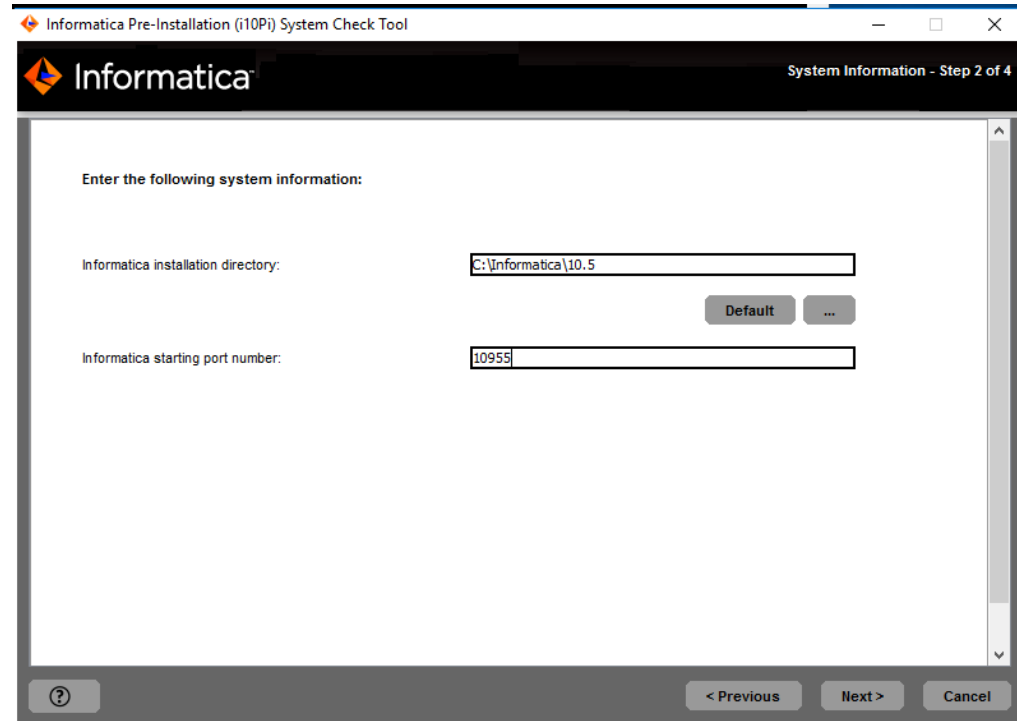 Informatica Pre-Installation (i10Pi) System Check Tool
Informatica
System Information - Step 2 of 4
Enter the following system information:
Informatica installation directory:
C:\Informatica\10.5
Default
...
Informatica starting port number:
10955
?
< Previous
Next >
Cancel